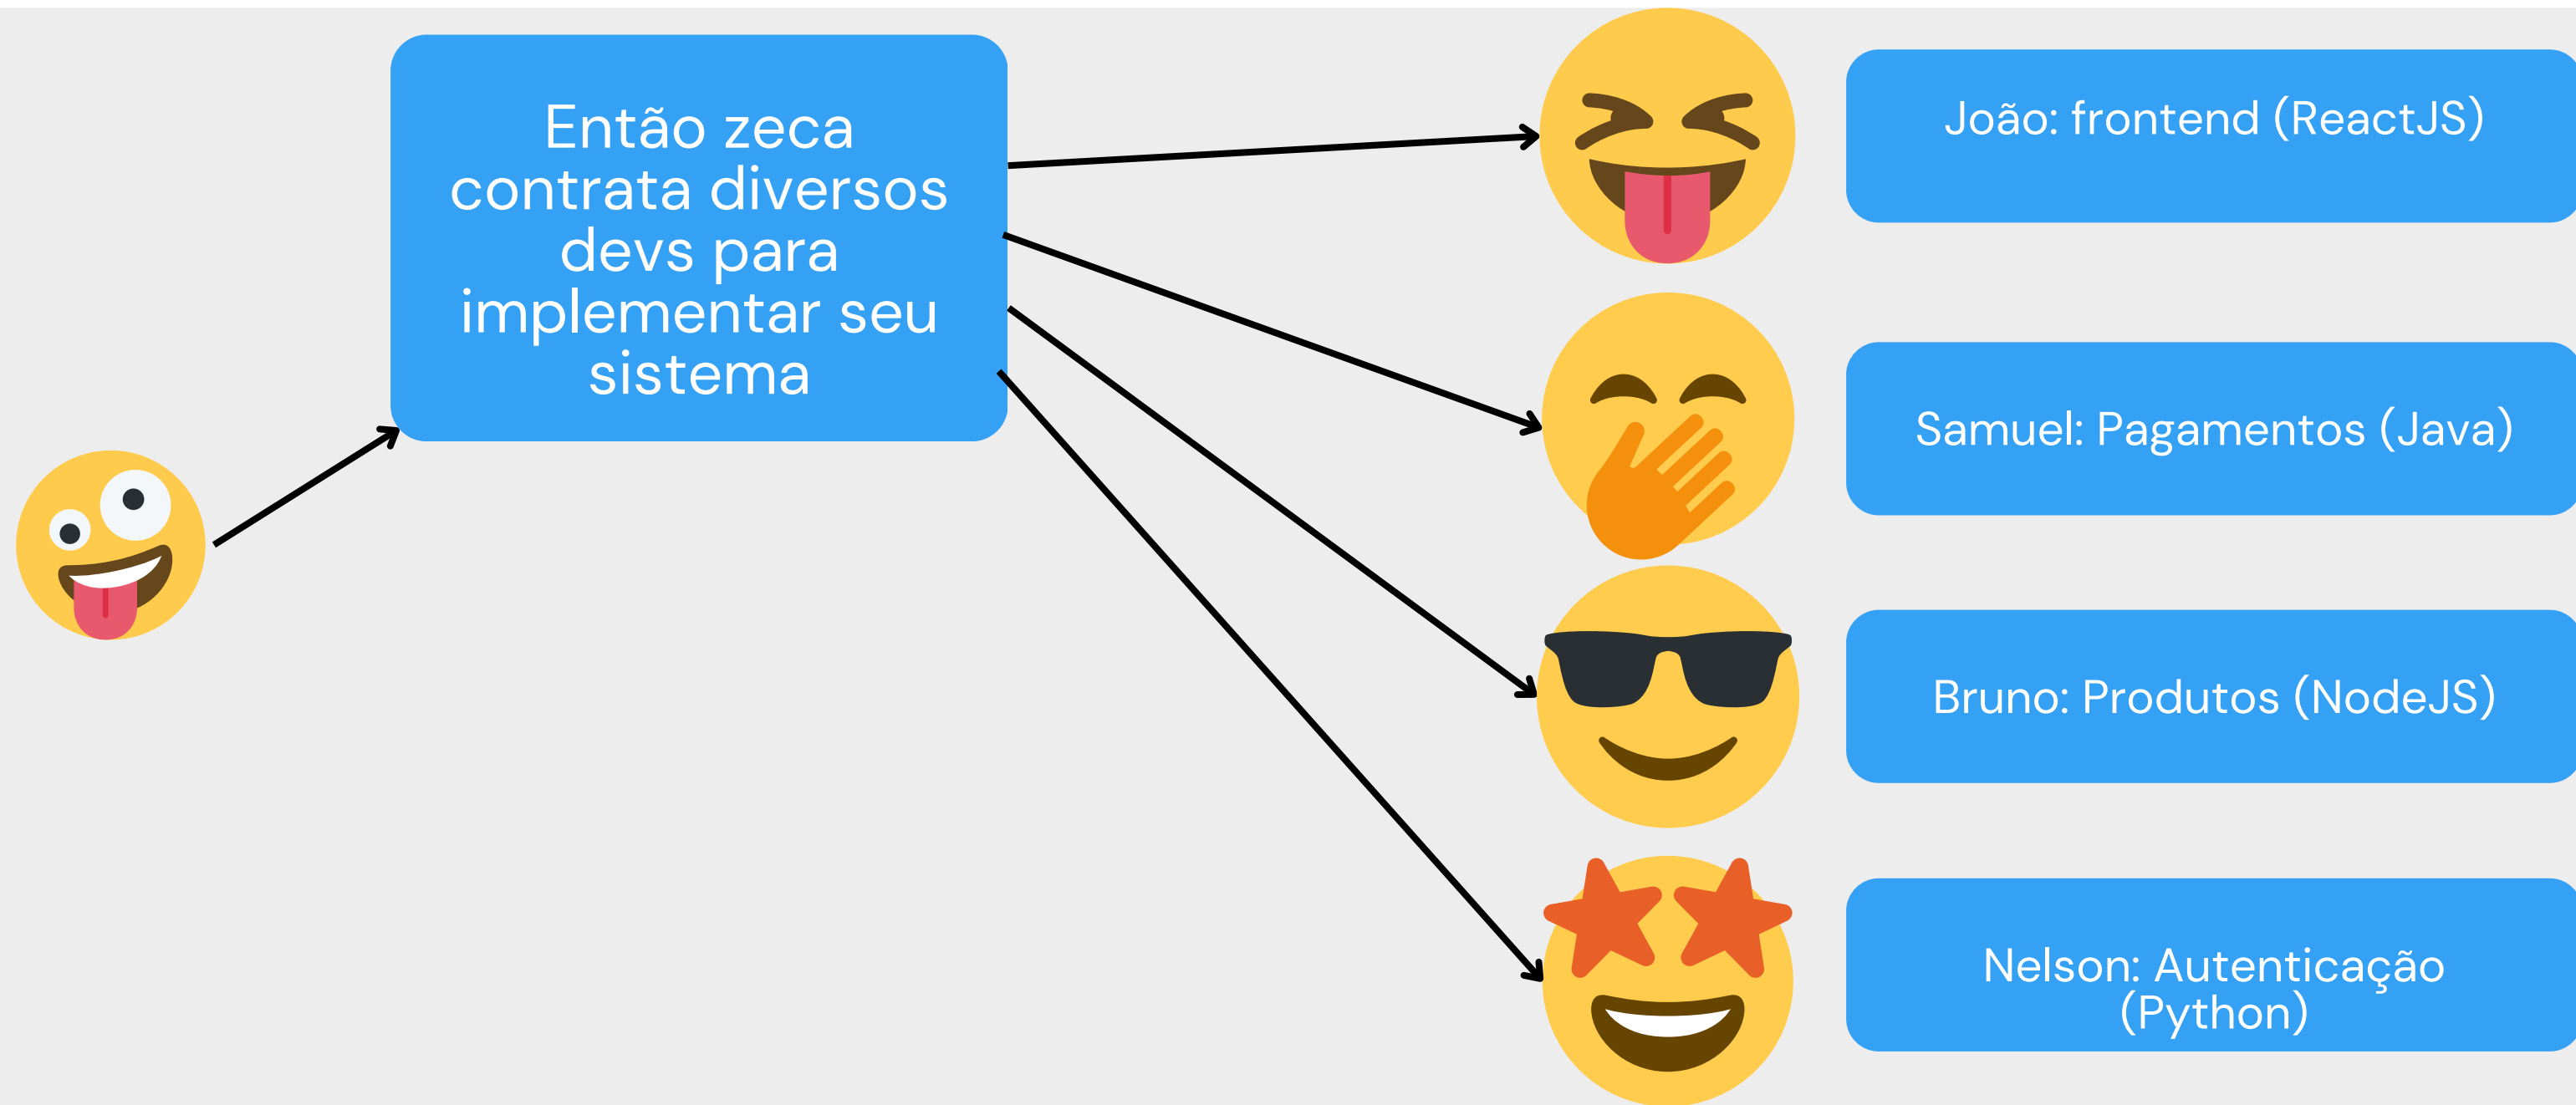 Então zeca
contrata diversos
devs para
implementar seu
sistema
João: frontend (ReactJS)
Samuel: Pagamentos (Java)
Bruno: Produtos (NodeJS)
Nelson: Autenticação
(Python)